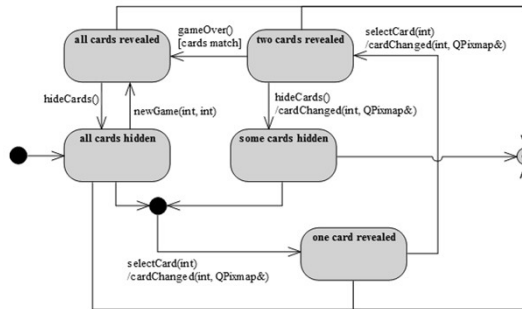 gameOver()
[cards match]
selectCard(int)
/cardChanged(int, QPixmap&)
all cards revealed
two cards revealed
hideCards()
newGame(int, int)
hideCards()
/cardChanged(int, QPixmap&)
all cards hidden
some cards hidden
one card revealed
selectCard(int)
/cardChanged(int, QPixmap&)